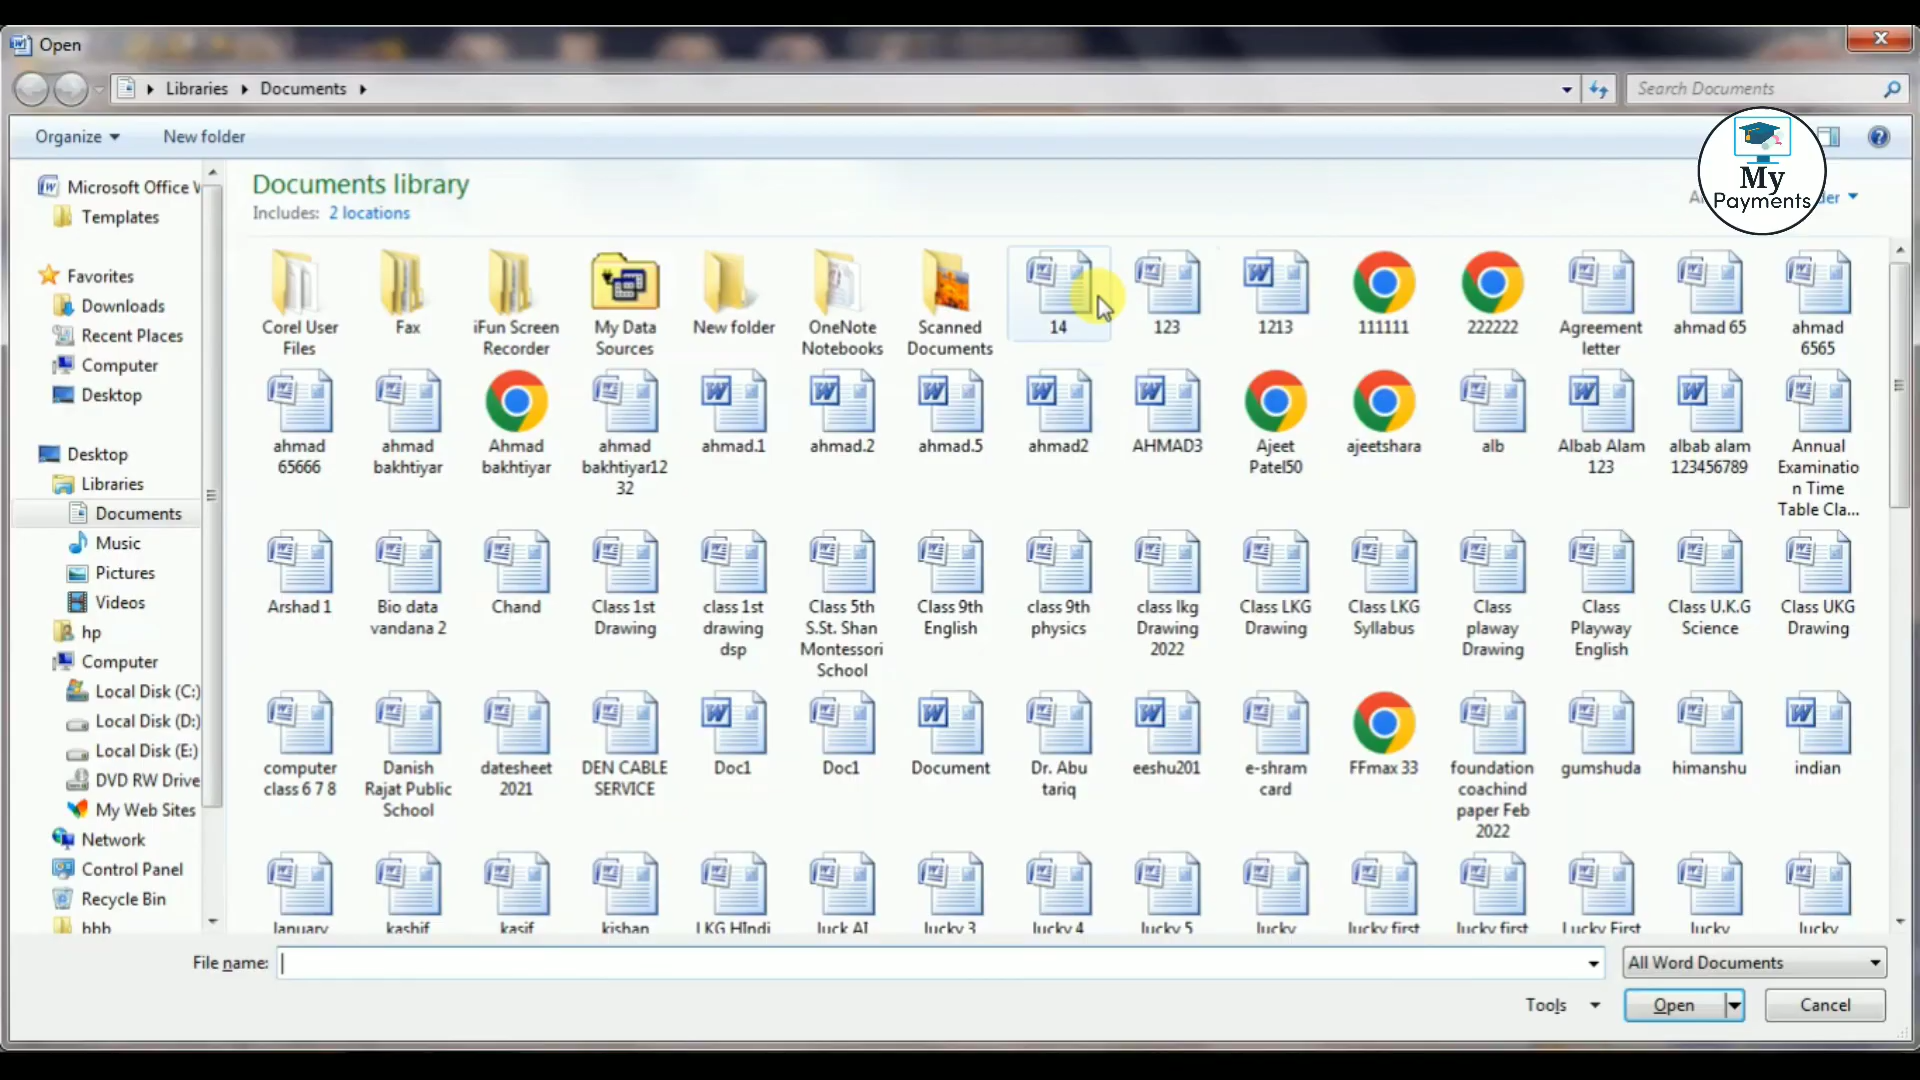 Open
Libraries Documents
Search Documents
Organize New folder
My
Payments
Microsoft Office W
Templates
Favorites
Downloads
Recent Places
Computer
Desktop
Desktop
Libraries
Documents
Music
Pictures
Videos
hp
Computer
Local Disk (C:)
Local Disk (D:)
Local Disk (E:)
DVD RW Drive
My Web Sites
Network
Control Panel
Recycle Bin
bbb
Documents library
Includes: 2 locations
Corel User
Files
Fax
iFun Screen
Recorder
My Data
Sources
New folder
OneNote
Notebooks
Scanned
Documents
14
123
1213
111111
222222
Agreement
letter
ahmad 65
ahmad
6565
ahmad
65666
ahmad
bakhtiyar
Ahmad
bakhtiyar
ahmad
bakhtiyar12
32
ahmad.1
ahmad.2
ahmad.5
ahmad2
AHMAD3
Ajeet
Patel50
ajeetshara
alb
Albab Alam
123
albab alam
123456789
Annual
Examinatio
n Time
Table Cla...
Arshad 1
Bio data
vandana 2
Chand
Class 1st
Drawing
class 1st
drawing
dsp
Class 5th
S.St. Shan
Montessori
School
Class 9th
English
class 9th
physics
class lkg
Drawing
2022
Class LKG
Drawing
Class LKG
Syllabus
Class
plaway
Drawing
Class
Playway
English
Class U.K.G
Science
Class UKG
Drawing
computer
class 6 7 8
Danish
Rajat Public
School
datesheet
2021
DEN CABLE
SERVICE
Doc1
Doc1
Document
Dr. Abu
tariq
eeshu201
e-shram
card
FFmax 33
foundation
coachind
paper Feb
2022
gumshuda
himanshu
indian
January
kashif
kasif
kishan
LKG HIndi
luck AI
lucky 3
lucky 4
lucky 5
lucky
lucky first
lucky first
Lucky First
lucky
lucky
File name:
All Word Documents
Tools
Open
Cancel